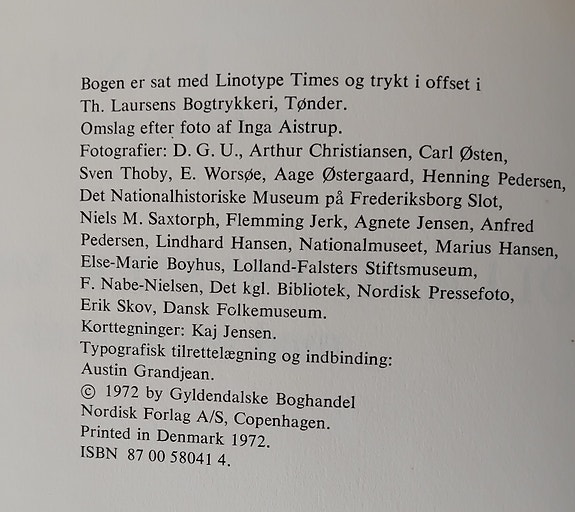 Bogen er sat med Linotype Times og trykt i offset i
Th. Laursens Bogtrykkeri, Tønder.
Omslag efter foto af Inga Aistrup.
Fotografier: D. G. U., Arthur Christiansen, Carl Østen,
Sven Thoby, E. Worsøe, Aage Østergaard, Henning Pedersen,
Det Nationalhistoriske Museum på Frederiksborg Slot,
Niels M. Saxtorph, Flemming Jerk, Agnete Jensen, Anfred
Pedersen, Lindhard Hansen, Nationalmuseet, Marius Hansen,
Else-Marie Boyhus, Lolland-Falsters Stiftsmuseum,
F. Nabe-Nielsen, Det kgl. Bibliotek, Nordisk Pressefoto,
Erik Skov, Dansk Folkemuseum.
Korttegninger: Kaj Jensen.
Typografisk tilrettelægning og indbinding:
Austin Grandjean.
© 1972 by Gyldendalske Boghandel
Nordisk Forlag A/S, Copenhagen.
Printed in Denmark 1972.
ISBN 87 00 58041 4.